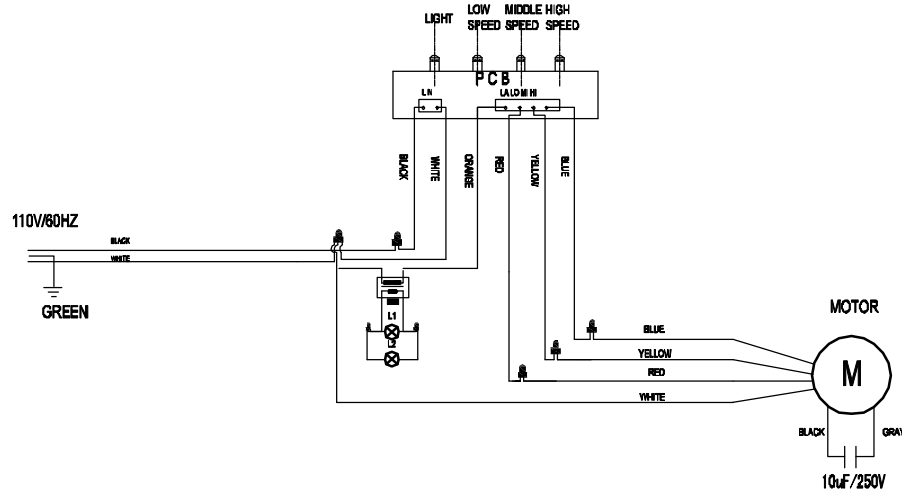 LIGHT
LOW SPEED
MIDDLE SPEED
HIGH SPEED
PCB
L N
LA LO MI HI
BLACK
WHITE
ORANGE
RED
YELLOW
BLUE
110V/60HZ
BLACK
WHITE
GREEN
L1
L2
MOTOR
BLUE
YELLOW
RED
WHITE
M
BLACK
GRAY
10uF/250V